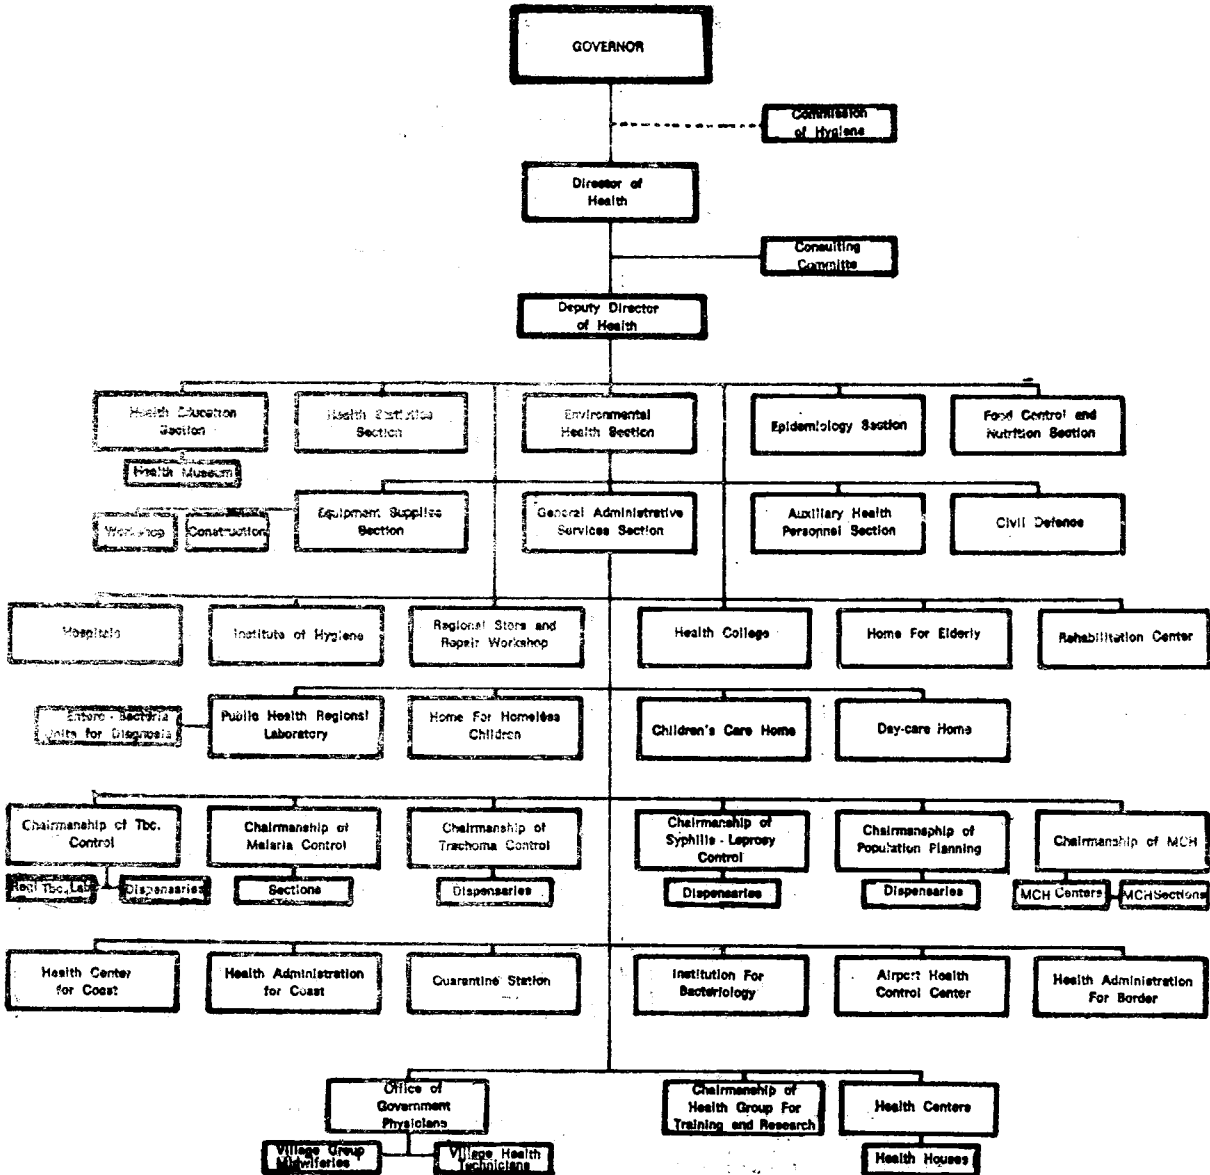 GOVERNOR
Commission
of Hygiene
Director of
Health
Consulting
Committe
Deputy Director
of Health
Health Education
Section
Health Statistics
Section
Environmental
Health Section
Epidemiology Section
Food Control and
Nutrition Section
Health Museum
Equipment Supplies
Section
General Administrative
Services Section
Auxiliary Health
Personnel Section
Civil Defence
Workshop
Construction
Hospitals
Institute of Hygiene
Regional Store and
Repair Workshop
Health College
Home For Elderly
Rehabilitation Center
Entero - Bacteria
Units for Diagnosis
Public Health Regional
Laboratory
Home For Homeless
Children
Children's Care Home
Day-care Home
Chairmanship of Tbc.
Control
Chairmanship of
Malaria Control
Chairmanship of
Trachoma Control
Chairmanship of
Syphilis - Leprosy
Control
Chairmansphip of
Population Planning
Chairmanship of MCH
Tbc. Lab
Dispensaries
Sections
Dispensaries
Dispensaries
Dispensaries
MCH Centers
MCH Sections
Health Center
for Coast
Health Administration
for Coast
Quarantine Station
Institution For
Bacteriology
Airport Health
Control Center
Health Administration
For Border
Office of
Government
Physicians
Chairmanship of
Health Group For
Training and Research
Health Centers
Village Group
Midwiferies
Village Health
Technicians
Health Houses